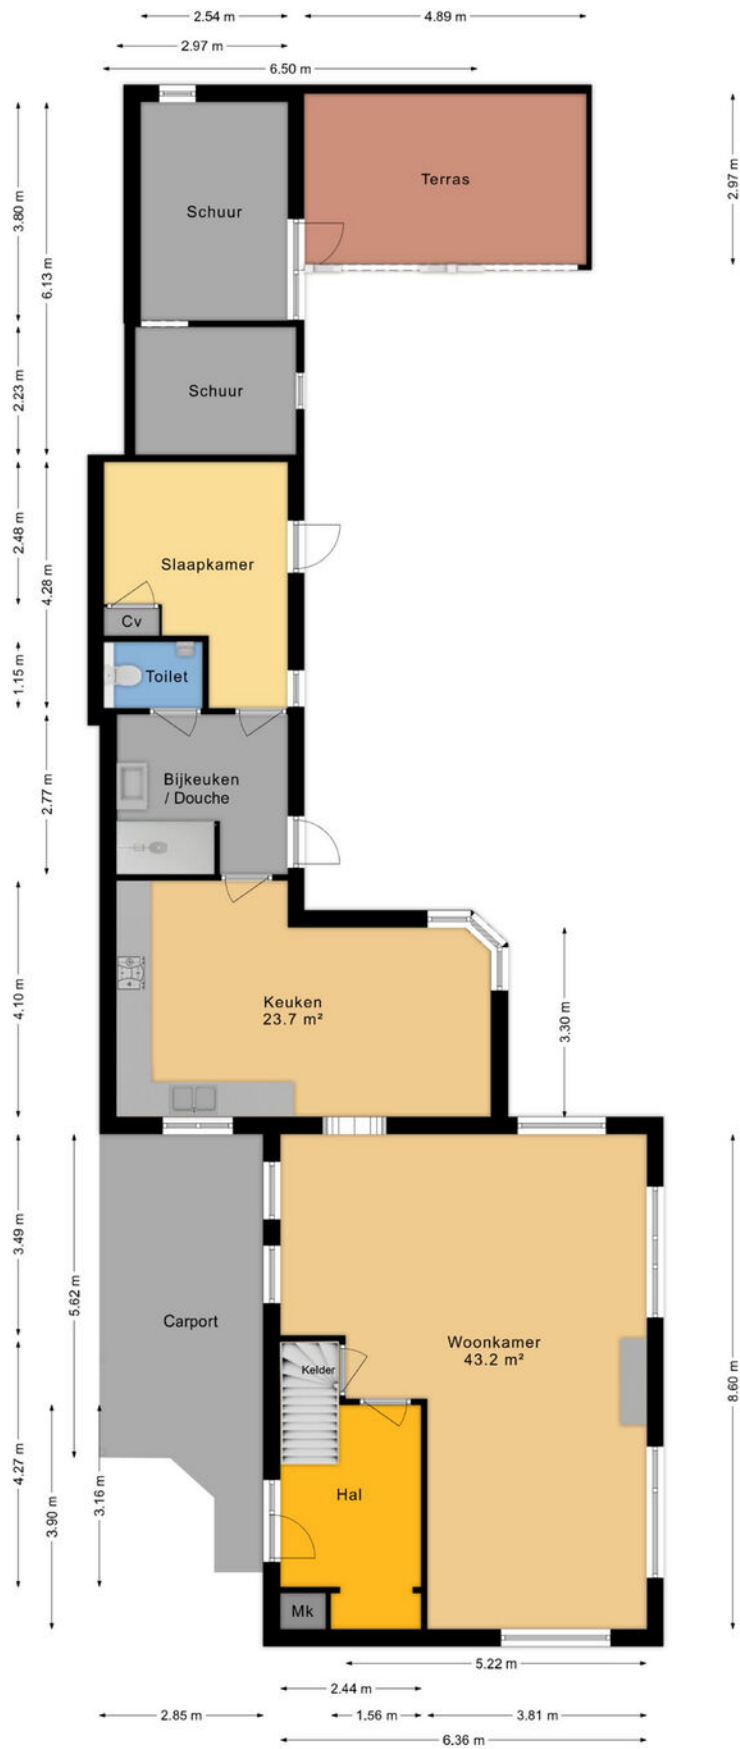 2.54 m
4.89 m
2.97 m
6.50 m
Schuur
Terras
3.80 m
6.13 m
2.97 m
Schuur
2.23 m
Slaapkamer
2.48 m
4.28 m
Cv
Toilet
1.15 m
Bijkeuken
/ Douche
2.77 m
Keuken
23.7 m²
4.10 m
3.30 m
3.49 m
5.62 m
Carport
Woonkamer
43.2 m²
Kelder
8.60 m
4.27 m
3.90 m
3.16 m
Hal
Mk
5.22 m
2.44 m
2.85 m
1.56 m
3.81 m
6.36 m